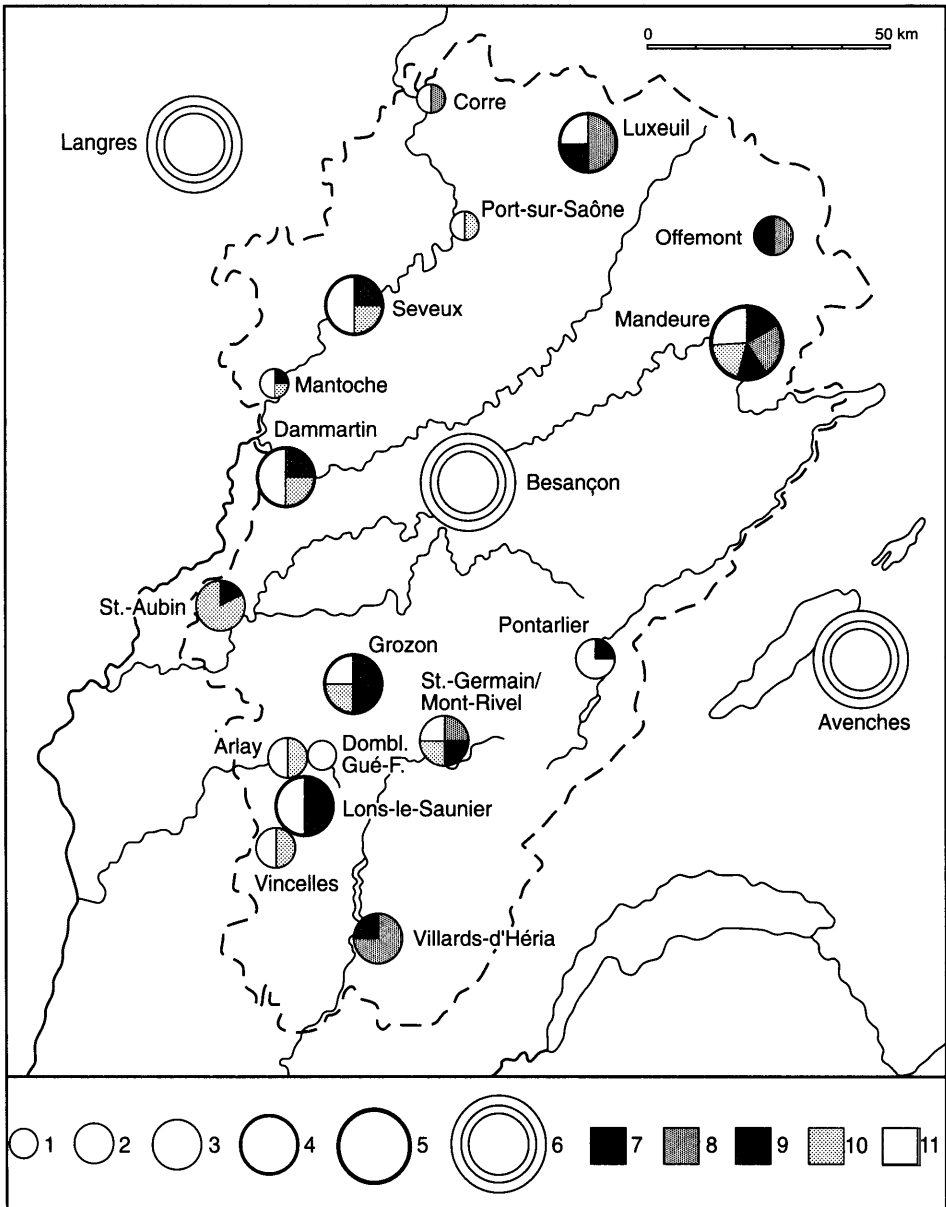 0 50 km
Corre
Langres
Luxeuil
Port-sur-Saône
Offemont
Seveux
Mandeure
Mantoche
Dammartin
Besançon
St.-Aubin
Pontarlier
Grozon
St.-Germain/
Mont-Rivel
Avenches
Arlay
Dombl.
Gué-F.
Lons-le-Saunier
Vincelles
Villards-d'Héria
1 2 3 4 5 6 7 8 9 10 11